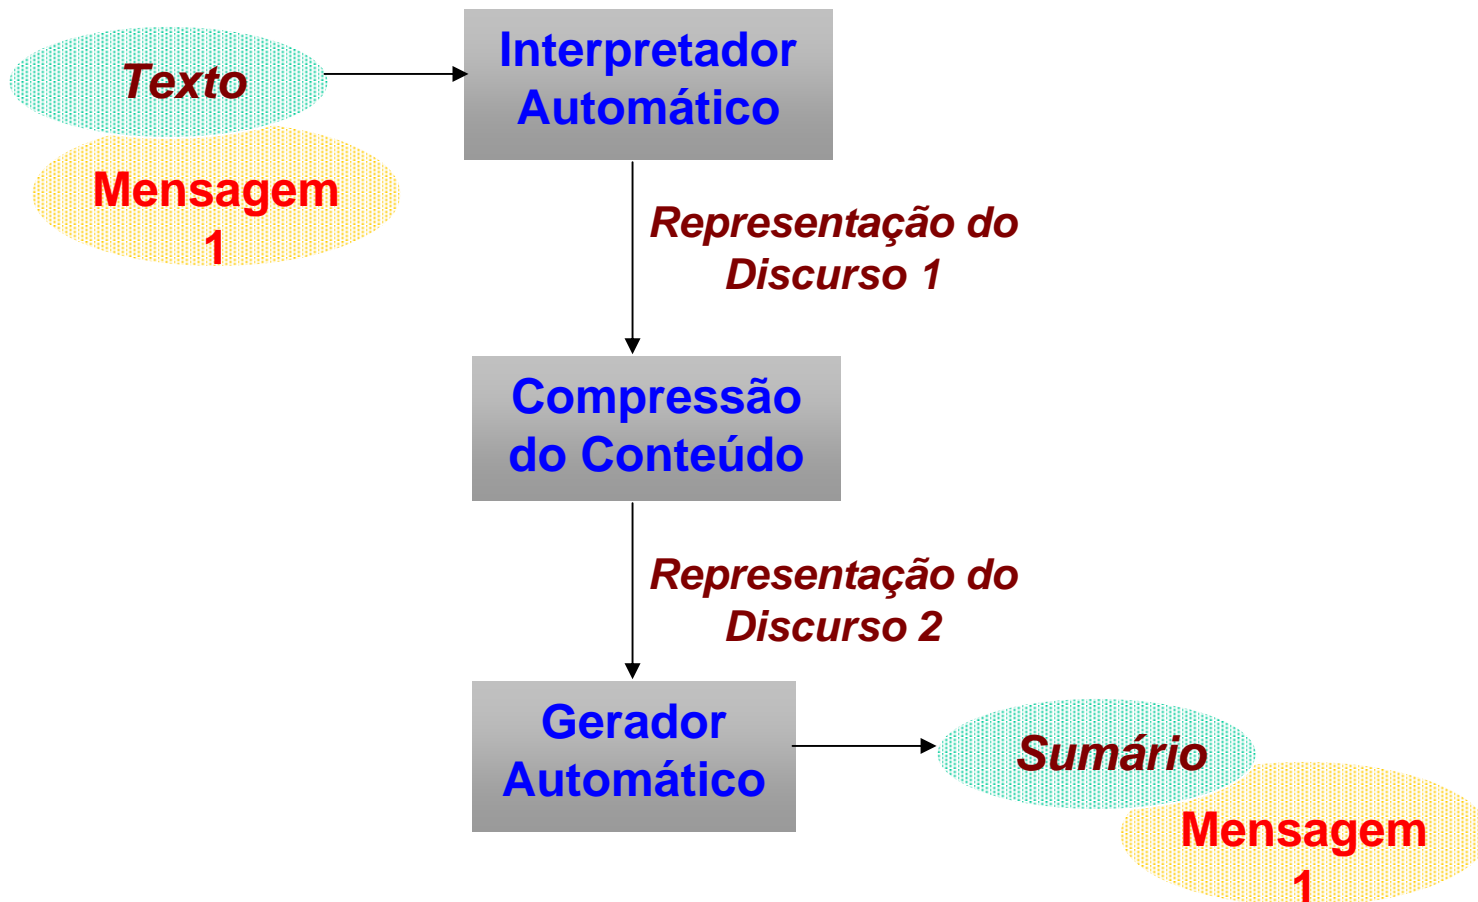 Texto
Mensagem
1
Interpretador
Automático
Representação do
Discurso 1
Compressão
do Conteúdo
Representação do
Discurso 2
Gerador
Automático
Sumário
Mensagem
1